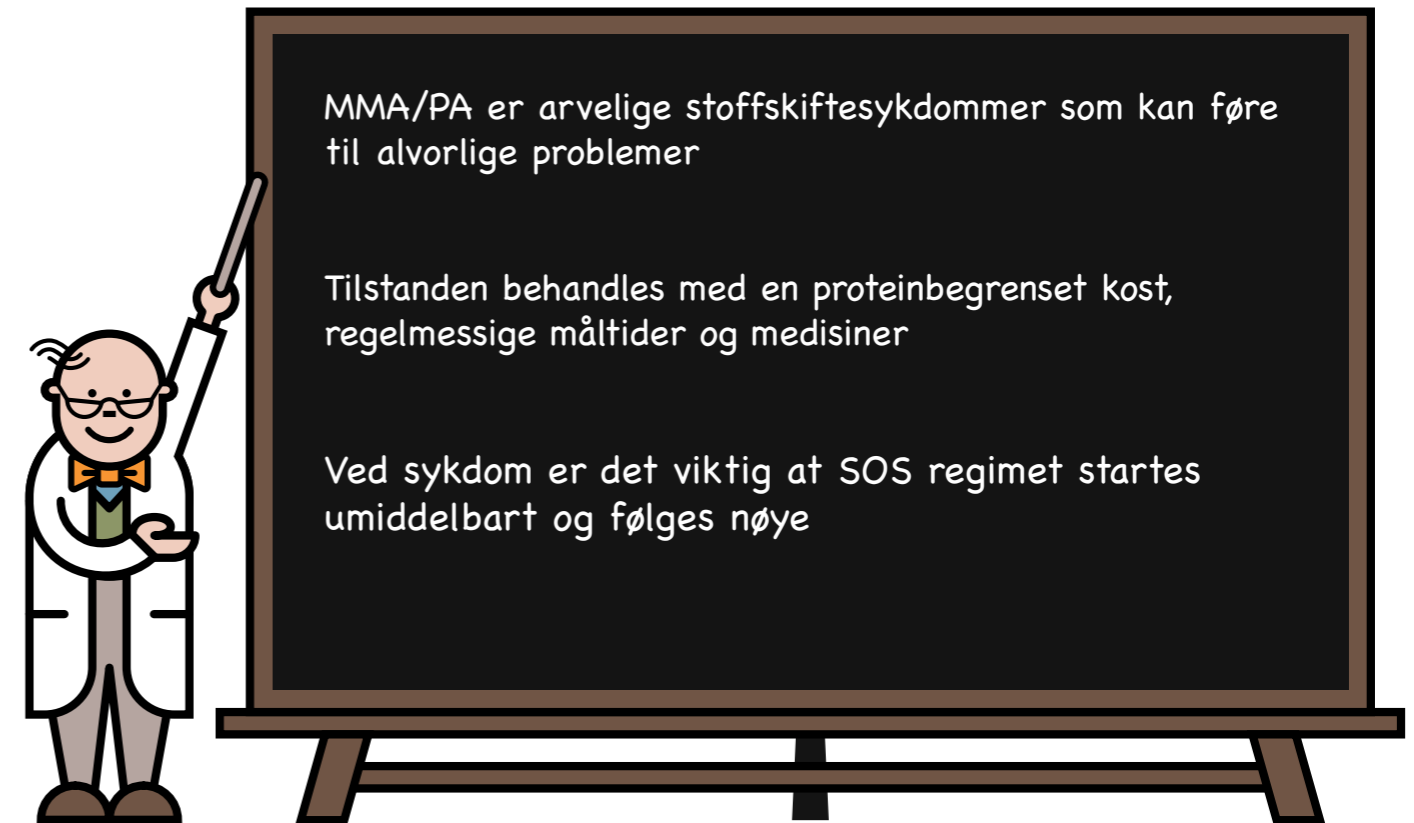 MMA/PA er arvelige stoffskiftesykdommer som kan føre
til alvorlige problemer
Tilstanden behandles med en proteinbegrenset kost,
regelmessige måltider og medisiner
Ved sykdom er det viktig at SOS regimet startes
umiddelbart og følges nøye